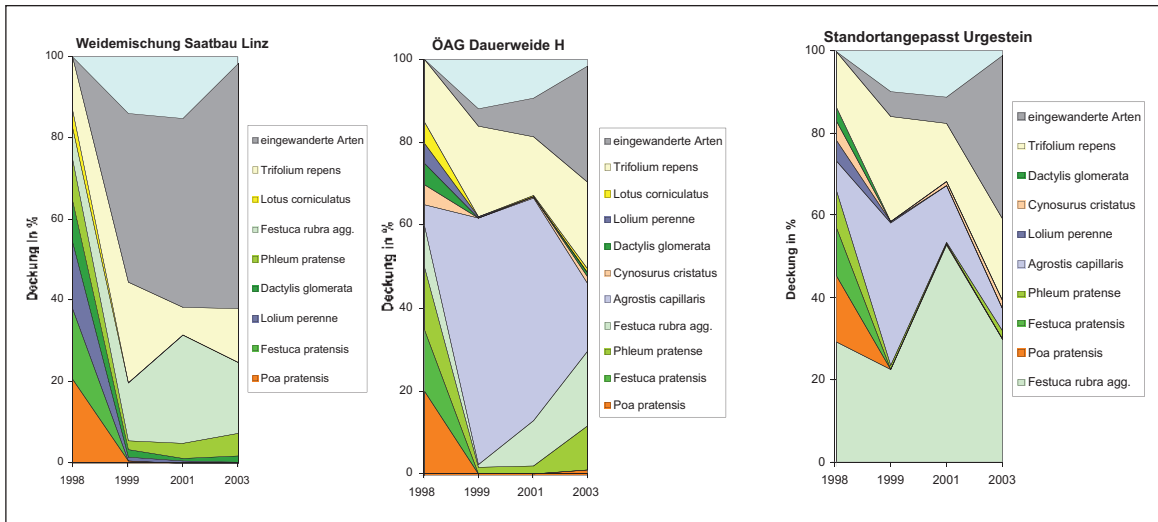 Weidemischung Saatbau Linz
Deckung in %
100
80
60
40
20
0
1998
1999
2001
2003
eingewanderte Arten
Trifolium repens
Lotus corniculatus
Festuca rubra agg.
Phleum pratense
Dactylis glomerata
Lolium perenne
Festuca pratensis
Poa pratensis
ÖAG Dauerweide H
Deckung in %
100
80
60
40
20
0
1998
1999
2001
2003
eingewanderte Arten
Trifolium repens
Lotus corniculatus
Lolium perenne
Dactylis glomerata
Cynosurus cristatus
Agrostis capillaris
Festuca rubra agg.
Phleum pratense
Festuca pratensis
Poa pratensis
Standortangepasst Urgestein
Deckung in %
100
80
60
40
20
0
1998
1999
2001
2003
eingewanderte Arten
Trifolium repens
Dactylis glomerata
Cynosurus cristatus
Lolium perenne
Agrostis capillaris
Phleum pratense
Festuca pratensis
Poa pratensis
Festuca rubra agg.